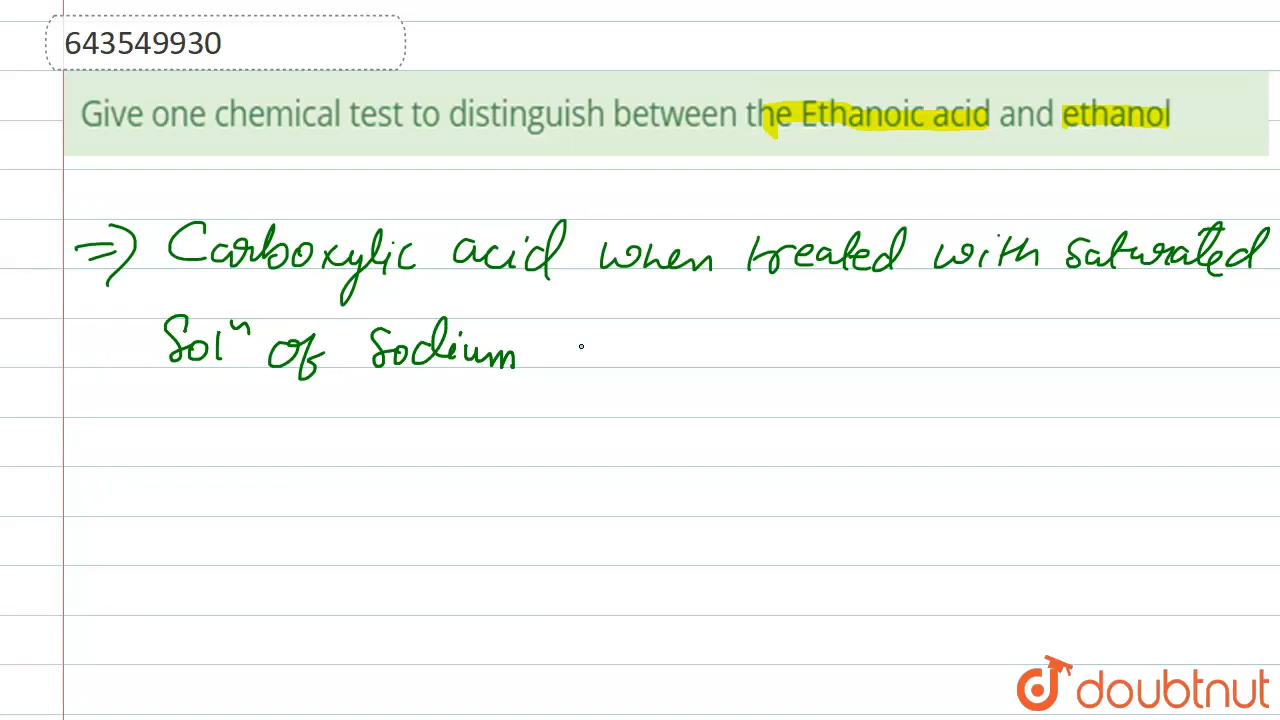 643549930
Give one chemical test to distinguish between the Ethanoic acid and ethanol
=) Carboxylic acid when treated with saturated
Solⁿ of sodium
doubtnut